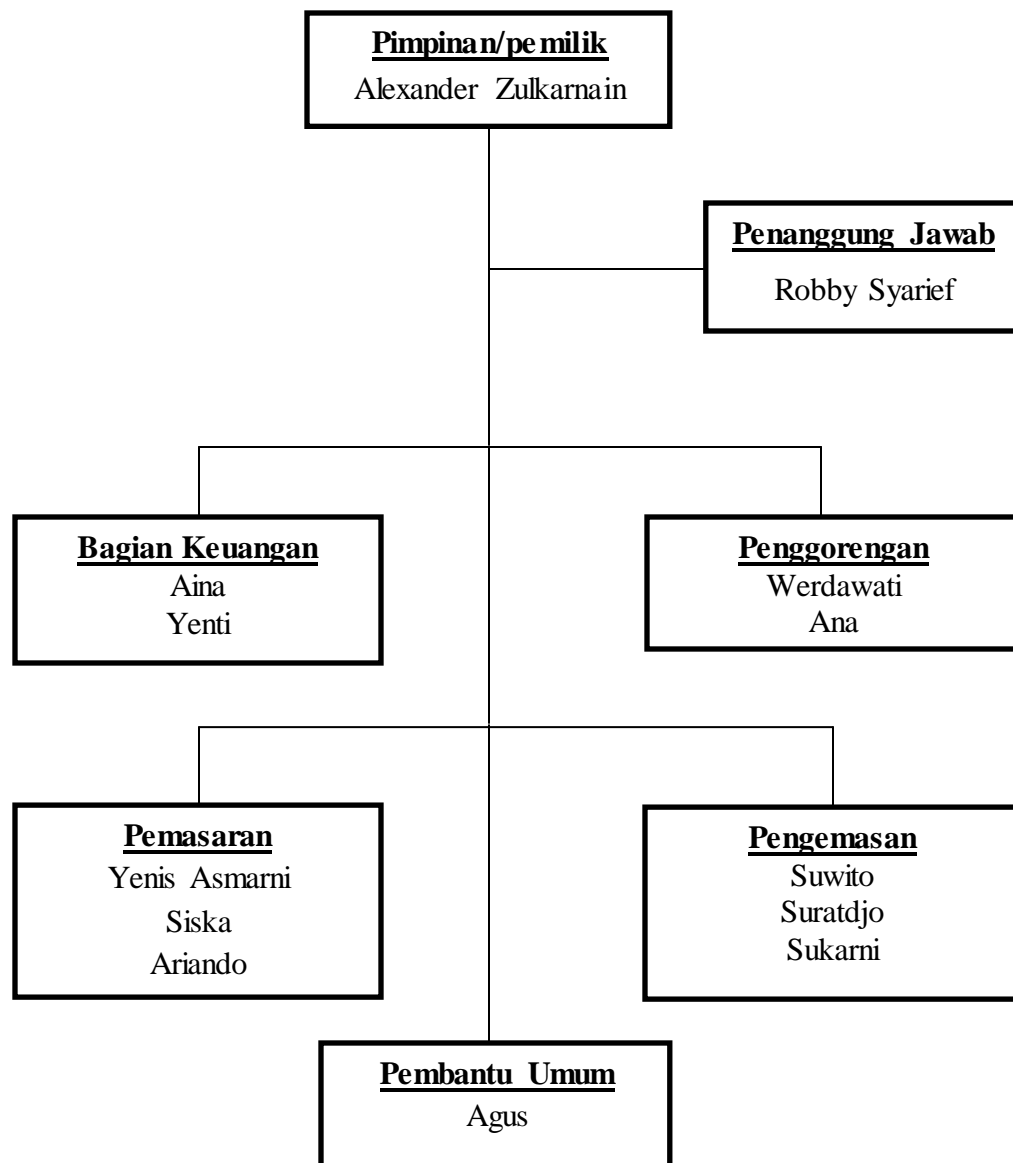 Pimpinan/pemilik
Alexander Zulkarnain
Penanggung Jawab
Robby Syarief
Bagian Keuangan
Aina
Yenti
Penggorengan
Werdawati
Ana
Pemasaran
Yenis Asmarni
Siska
Ariando
Pengemasan
Suwito
Suratdjo
Sukarni
Pembantu Umum
Agus